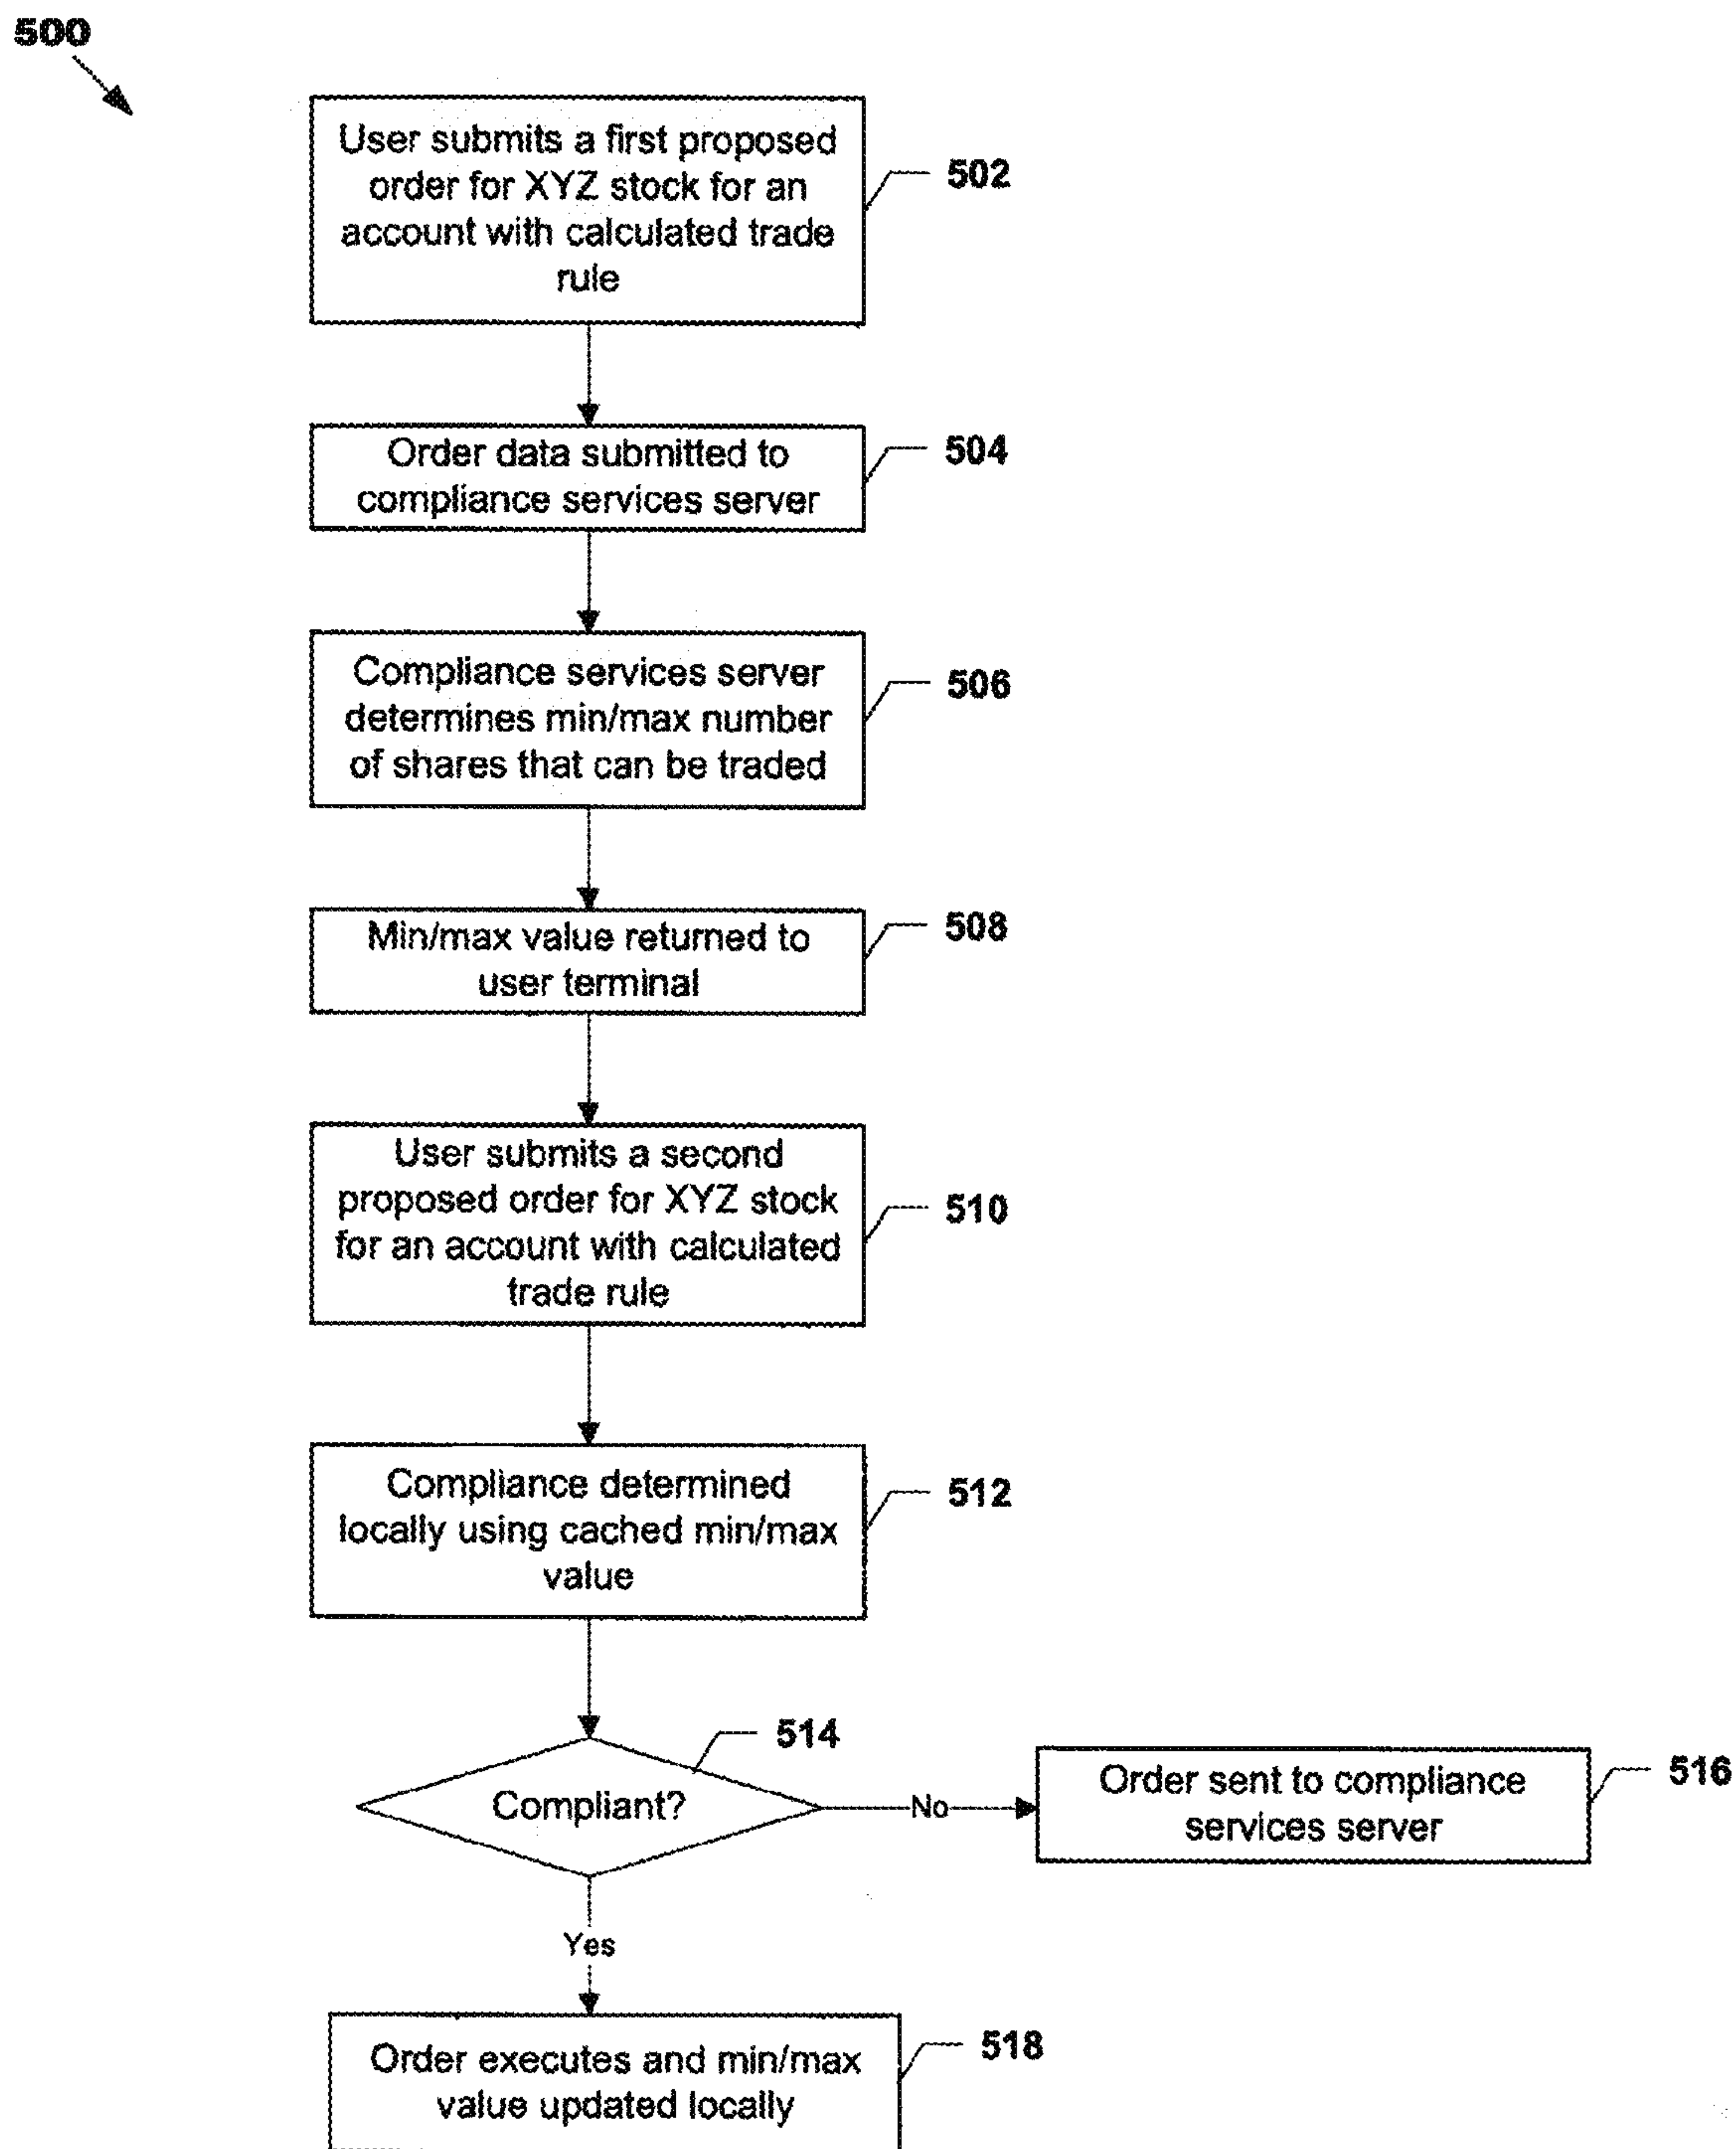 500
User submits a first proposed
order for XYZ stock for an
account with calculated trade
rule
502
Order data submitted to
compliance services server
504
Compliance services server
determines min/max number
of shares that can be traded
506
Min/max value returned to
user terminal
508
User submits a second
proposed order for XYZ stock
for an account with calculated
trade rule
510
Compliance determined
locally using cached min/max
value
512
514
Compliant?
No
Order sent to compliance
services server
516
Yes
Order executes and min/max
value updated locally
518